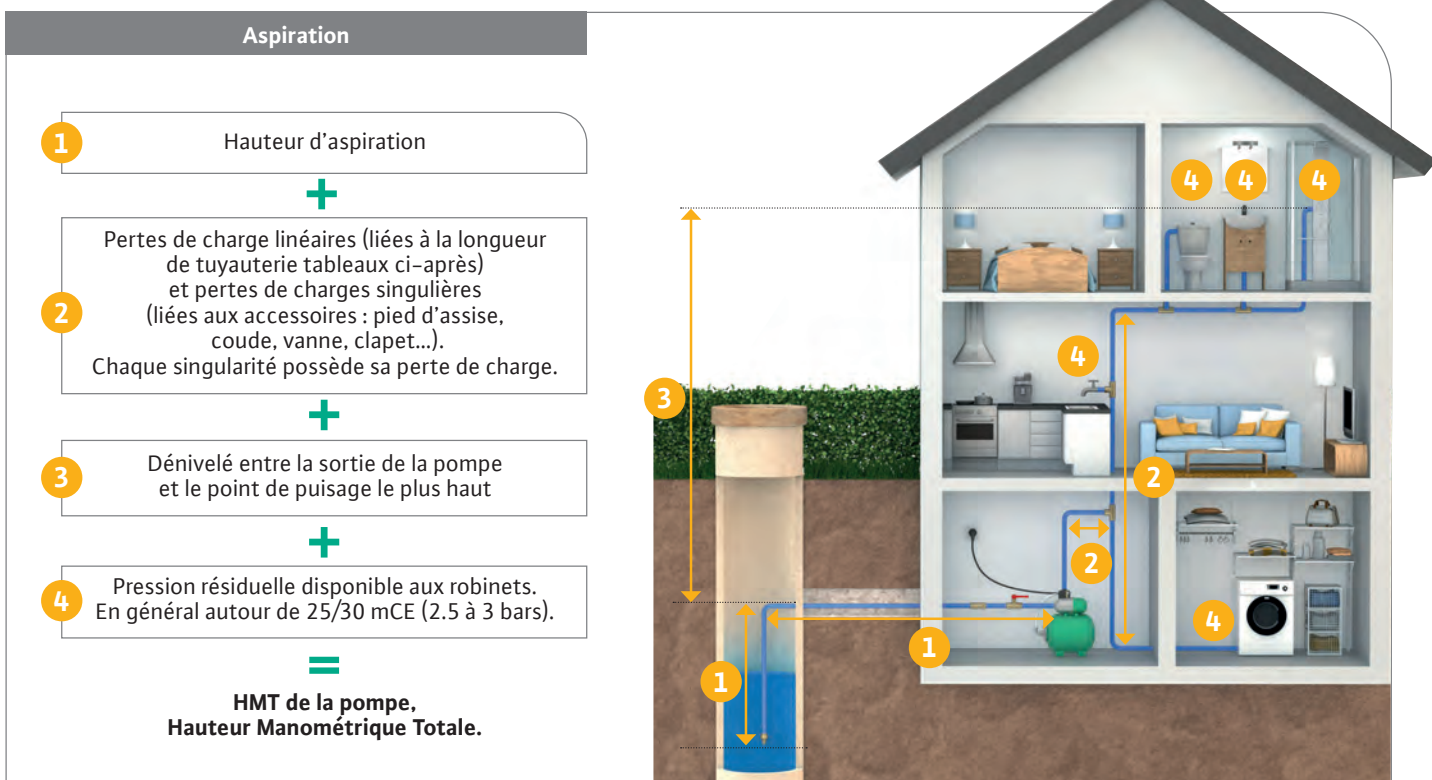 Aspiration
1
Hauteur d'aspiration
+
2
Pertes de charge linéaires (liées à la longueur
de tuyauterie tableaux ci-après)
et pertes de charges singulières
(liées aux accessoires : pied d'assise,
coude, vanne, clapet...).
Chaque singularité possède sa perte de charge.
+
3
Dénivelé entre la sortie de la pompe
et le point de puisage le plus haut
+
4
Pression résiduelle disponible aux robinets.
En général autour de 25/30 mCE (2.5 à 3 bars).
=
HMT de la pompe,
Hauteur Manométrique Totale.
4 4 4
4
3
2
2
4
1
1